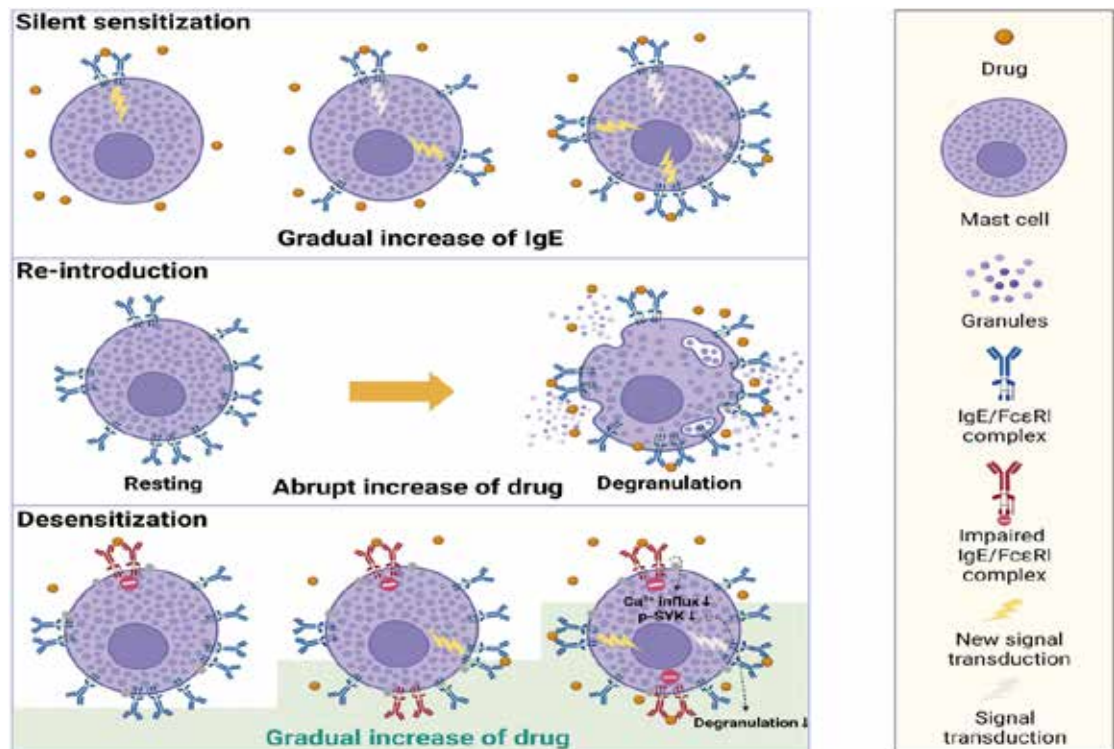 Silent sensitization
Gradual increase of IgE
Re-introduction
Resting
Abrupt increase of drug
Degranulation
Desensitization
Ca²⁺ influx ↓
p-SYK ↓
Degranulation ↓
Gradual increase of drug
Drug
Mast cell
Granules
IgE/FcεRI
complex
Impaired
IgE/FcεRI
complex
New signal
transduction
Signal
transduction